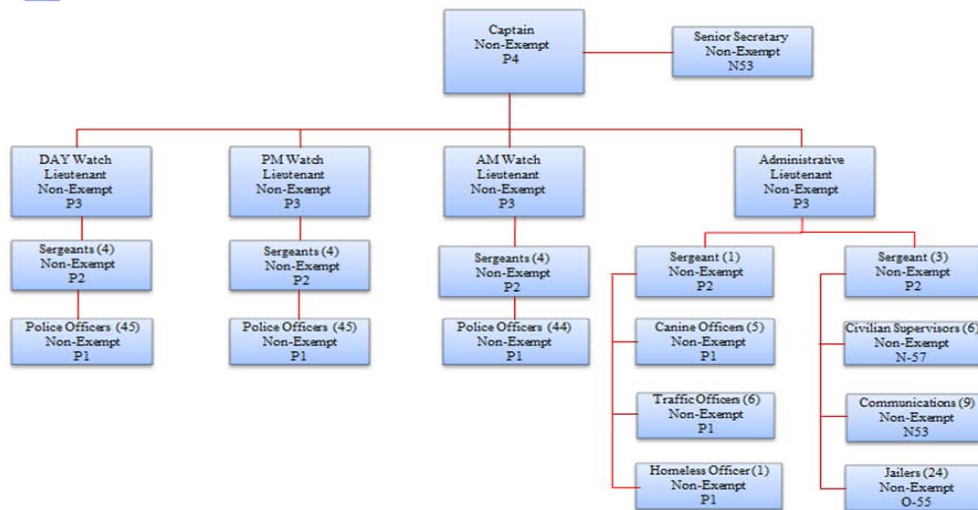 Captain
Non-Exempt
P4
Senior Secretary
Non-Exempt
N53
DAY Watch
Lieutenant
Non-Exempt
P3
PM Watch
Lieutenant
Non-Exempt
P3
AM Watch
Lieutenant
Non-Exempt
P3
Administrative
Lieutenant
Non-Exempt
P3
Sergeants (4)
Non-Exempt
P2
Sergeants (4)
Non-Exempt
P2
Sergeants (4)
Non-Exempt
P2
Sergeant (1)
Non-Exempt
P2
Sergeant (3)
Non-Exempt
P2
Police Officers (45)
Non-Exempt
P1
Police Officers (45)
Non-Exempt
P1
Police Officers (44)
Non-Exempt
P1
Canine Officers (5)
Non-Exempt
P1
Civilian Supervisors (6)
Non-Exempt
N-57
Traffic Officers (6)
Non-Exempt
P1
Communications (9)
Non-Exempt
N53
Homeless Officer (1)
Non-Exempt
P1
Jailers (24)
Non-Exempt
O-55